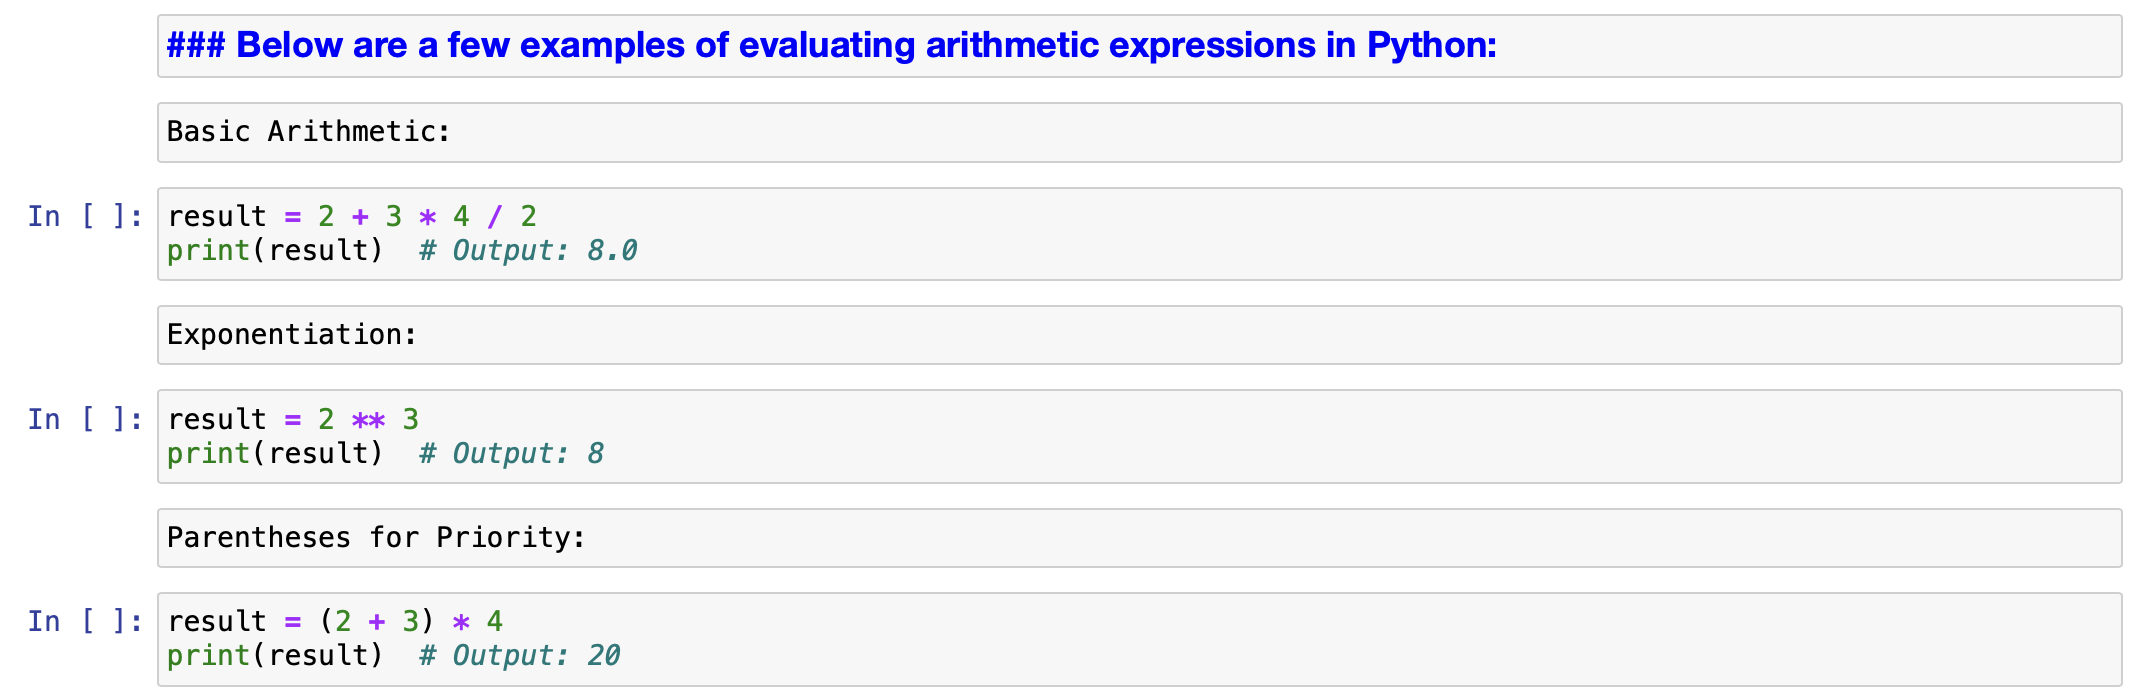 ### Below are a few examples of evaluating arithmetic expressions in Python:
Basic Arithmetic:
In [ ]: result = 2 + 3 * 4 / 2
print(result)  # Output: 8.0
Exponentiation:
In [ ]: result = 2 ** 3
print(result)  # Output: 8
Parentheses for Priority:
In [ ]: result = (2 + 3) * 4
print(result)  # Output: 20